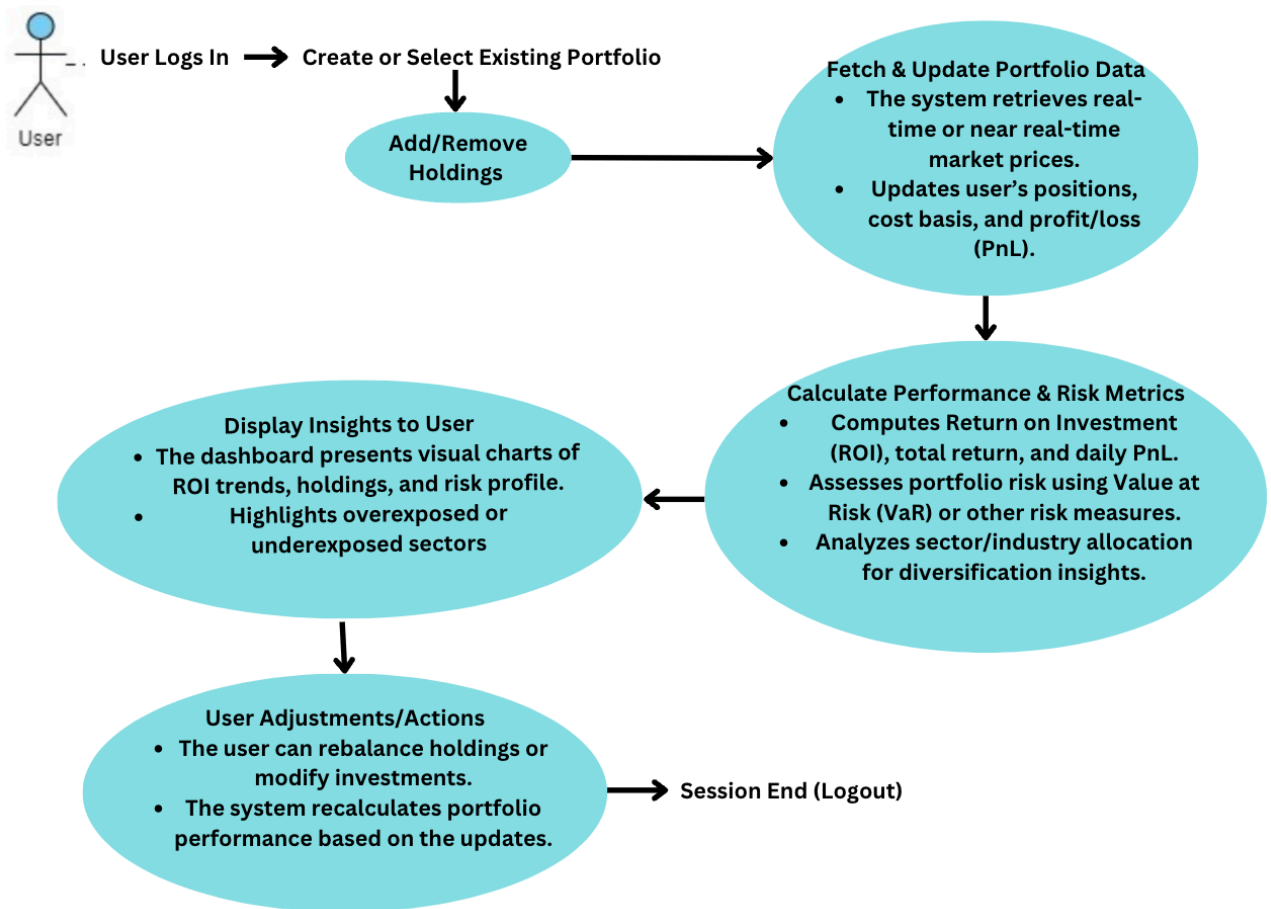 User
User Logs In
Create or Select Existing Portfolio
Add/Remove
Holdings
Fetch & Update Portfolio Data
• The system retrieves real-
time or near real-time
market prices.
• Updates user’s positions,
cost basis, and profit/loss
(PnL).
Calculate Performance & Risk Metrics
• Computes Return on Investment
(ROI), total return, and daily PnL.
• Assesses portfolio risk using Value at
Risk (VaR) or other risk measures.
• Analyzes sector/industry allocation
for diversification insights.
Display Insights to User
• The dashboard presents visual charts of
ROI trends, holdings, and risk profile.
• Highlights overexposed or
underexposed sectors
User Adjustments/Actions
• The user can rebalance holdings or
modify investments.
• The system recalculates portfolio
performance based on the updates.
Session End (Logout)